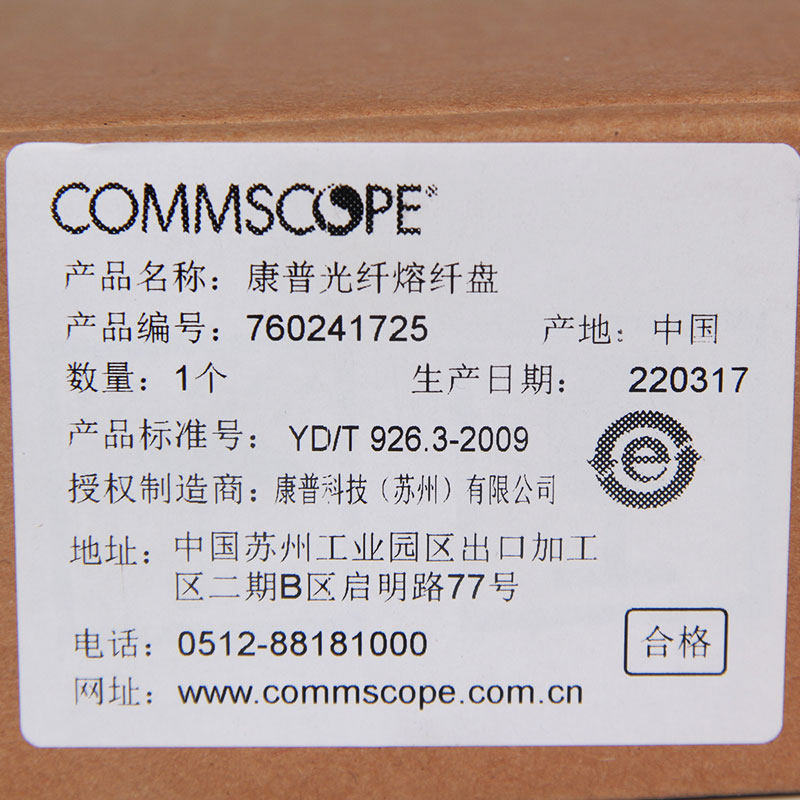 COMMSCOPE®
产品名称：康普光纤熔纤盘
产品编号：760241725 产地：中国
数量：1个 生产日期：220317
产品标准号：YD/T 926.3-2009
e
授权制造商：康普科技（苏州）有限公司
地址：中国苏州工业园区出口加工
区二期B区启明路77号
电话：0512-88181000
合格
网址：www.commscope.com.cn